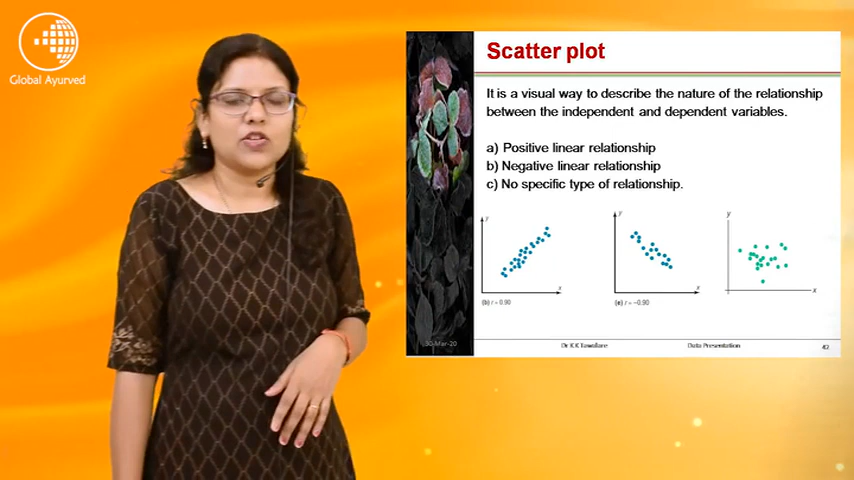 Global Ayurved
Scatter plot
It is a visual way to describe the nature of the relationship
between the independent and dependent variables.
a) Positive linear relationship
b) Negative linear relationship
c) No specific type of relationship.
y
x
(b) r = 0.90
y
x
(e) r = −0.90
y
x
30-Mar-20
Data Presentation
42